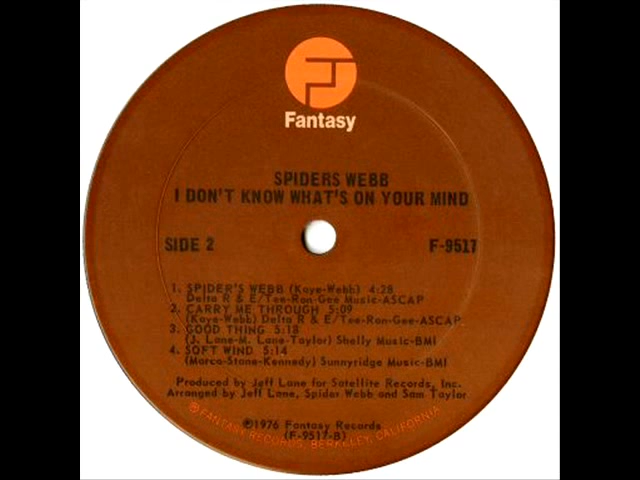 Fantasy
SPIDERS WEBB
I DON'T KNOW WHAT'S ON YOUR MIND
SIDE 2
F-9517
1. SPIDER'S WEBB (Kaye-Webb) 4:28
Delta R & E/Tee-Ron-Gee Music-ASCAP
2. CARRY ME THROUGH 5:09
(Kaye-Webb) Delta R & E/Tee-Ron-Gee-ASCAP
3. GOOD THING 5:18
(J. Lane-M. Lane-Taylor) Shelly Music-BMI
4. SOFT WIND 5:14
(Marco-Stone-Kennedy) Sunnyridge Music-BMI
Produced by Jeff Lane for Satellite Records, Inc.
Arranged by Jeff Lane, Spider Webb and Sam Taylor
℗1976 Fantasy Records
(F-9517-B)
® FANTASY RECORDS, BERKELEY, CALIFORNIA